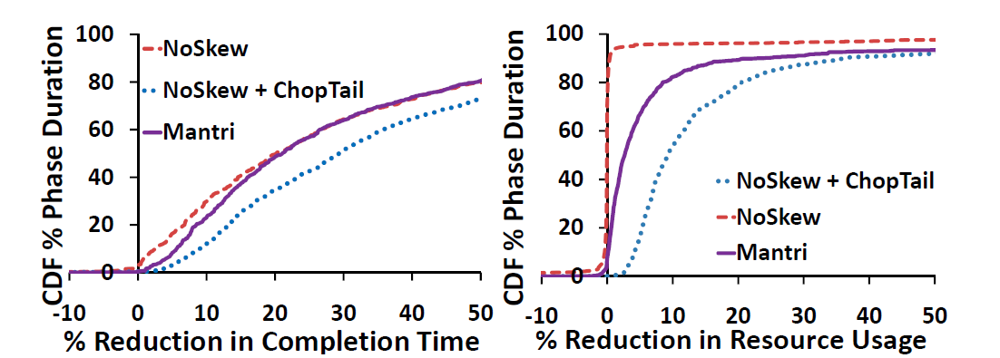 CDF % Phase Duration
100
80
60
40
20
0
NoSkew
NoSkew + ChopTail
Mantri
-10 0 10 20 30 40 50
% Reduction in Completion Time
CDF % Phase Duration
100
80
60
40
20
0
NoSkew + ChopTail
NoSkew
Mantri
-10 0 10 20 30 40 50
% Reduction in Resource Usage